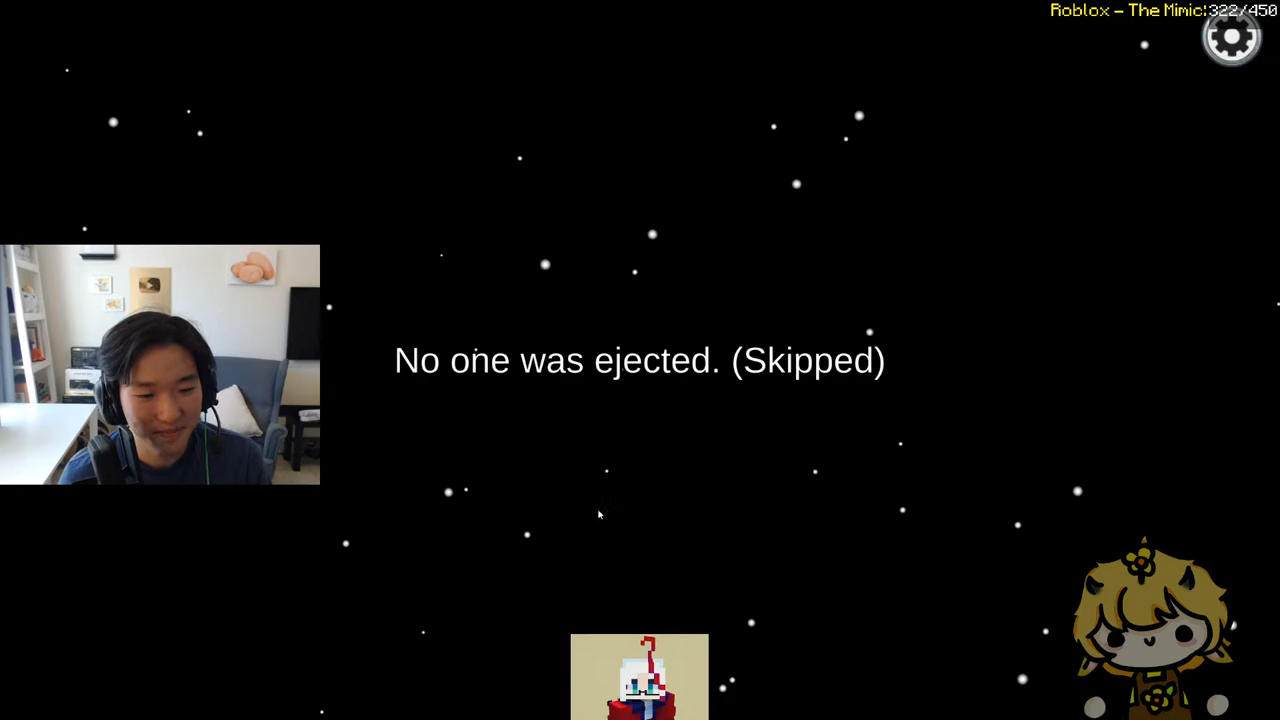 Roblox - The Mimic:322/450
No one was ejected. (Skipped)